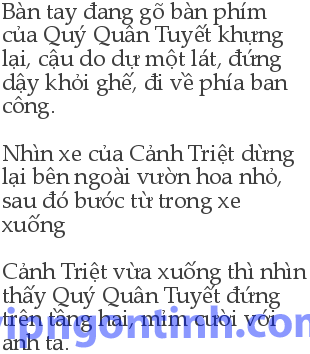 Bàn tay đang gõ bàn phím
của Quý Quân Tuyết khựng
lại, cậu do dự một lát, đứng
dậy khỏi ghế, đi về phía ban
công.
Nhìn xe của Cảnh Triệt dừng
lại bên ngoài vườn hoa nhỏ,
sau đó bước từ trong xe
xuống
Cảnh Triệt vừa xuống thì nhìn
thấy Quý Quân Tuyết đứng
trên tầng hai, mỉm cười với
anh ta.
vipngontinh.com